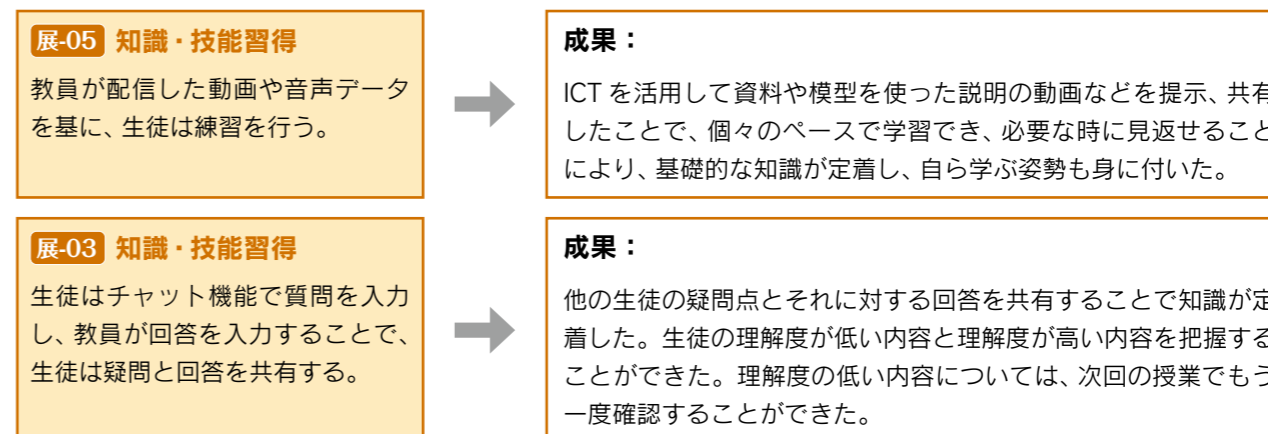 展-05 知識・技能習得
教員が配信した動画や音声データ
を基に、生徒は練習を行う。
成果：
ICT を活用して資料や模型を使った説明の動画などを提示、共有
したことで、個々のペースで学習でき、必要な時に見返せること
により、基礎的な知識が定着し、自ら学ぶ姿勢も身に付いた。
展-03 知識・技能習得
生徒はチャット機能で質問を入力
し、教員が回答を入力することで、
生徒は疑問と回答を共有する。
成果：
他の生徒の疑問点とそれに対する回答を共有することで知識が定
着した。生徒の理解度が低い内容と理解度が高い内容を把握する
ことができた。理解度の低い内容については、次回の授業でもう
一度確認することができた。